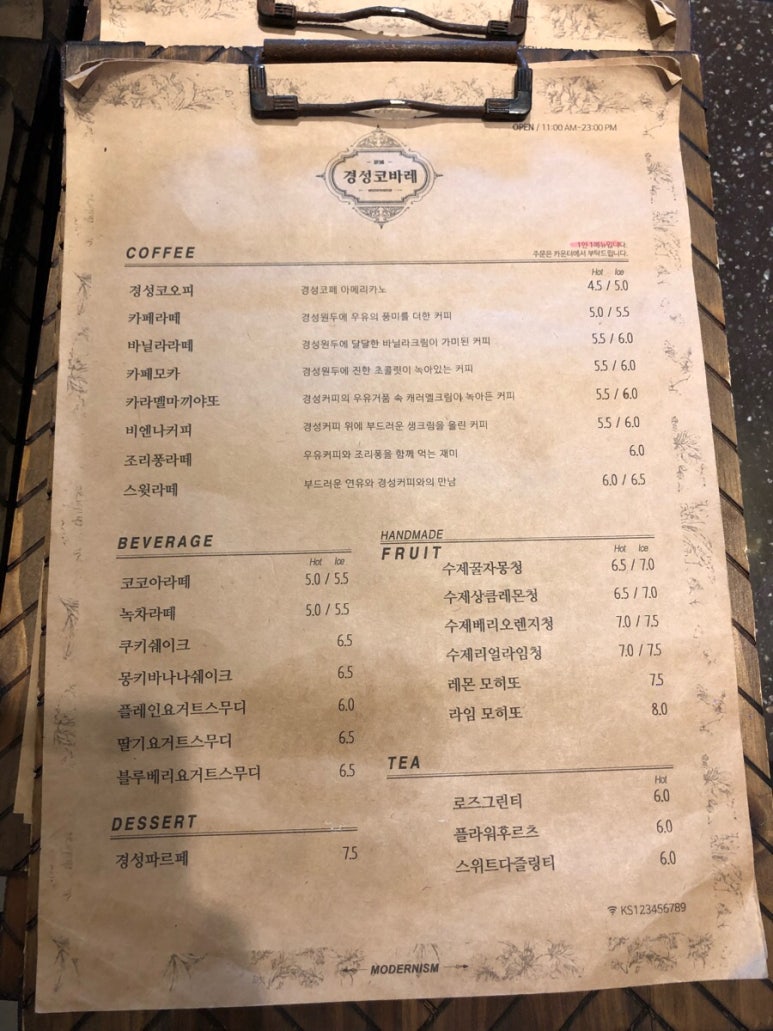 OPEN / 11:00 AM-23:00 PM
경성코바레
COFFEE
1인 1메뉴입니다.
주문은 카운터에서 부탁드립니다.
Hot Ice
경성코오피 경성코페 아메리카노 4.5 / 5.0
카페라떼 경성원두에 우유의 풍미를 더한 커피 5.0 / 5.5
바닐라라떼 경성원두에 달달한 바닐라크림이 가미된 커피 5.5 / 6.0
카페모카 경성원두에 진한 초콜릿이 녹아있는 커피 5.5 / 6.0
카라멜마끼야또 경성커피의 우유거품 속 캐러멜크림이 녹아든 커피 5.5 / 6.0
비엔나커피 경성커피 위에 부드러운 생크림을 올린 커피 5.5 / 6.0
조리퐁라떼 우유커피와 조리퐁을 함께 먹는 재미 6.0
스윗라떼 부드러운 연유와 경성커피와의 만남 6.0 / 6.5
BEVERAGE
Hot Ice
코코아라떼 5.0 / 5.5
녹차라떼 5.0 / 5.5
쿠키쉐이크 6.5
몽키바나나쉐이크 6.5
플레인요거트스무디 6.0
딸기요거트스무디 6.5
블루베리요거트스무디 6.5
DESSERT
경성파르페 7.5
HANDMADE
FRUIT
Hot Ice
수제꿀자몽청 6.5 / 7.0
수제상큼레몬청 6.5 / 7.0
수제베리오렌지청 7.0 / 7.5
수제리얼라임청 7.0 / 7.5
레몬 모히또 7.5
라임 모히또 8.0
TEA
Hot
로즈그린티 6.0
플라워후르츠 6.0
스위트다즐링티 6.0
KS123456789
MODERNISM